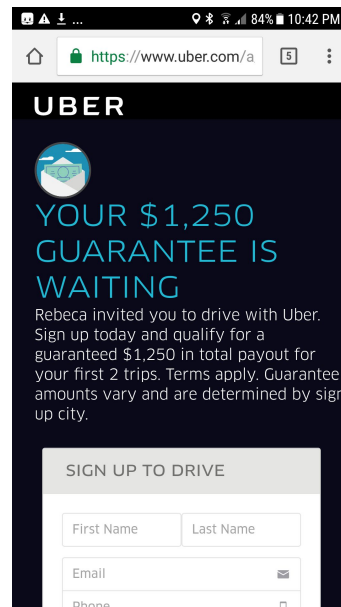 ... 84% 10:42 PM
https://www.uber.com/a 5
UBER
YOUR $1,250
GUARANTEE IS
WAITING
Rebeca invited you to drive with Uber.
Sign up today and qualify for a
guaranteed $1,250 in total payout for
your first 2 trips. Terms apply. Guarantee
amounts vary and are determined by sign
up city.
SIGN UP TO DRIVE
First Name Last Name
Email
Phone